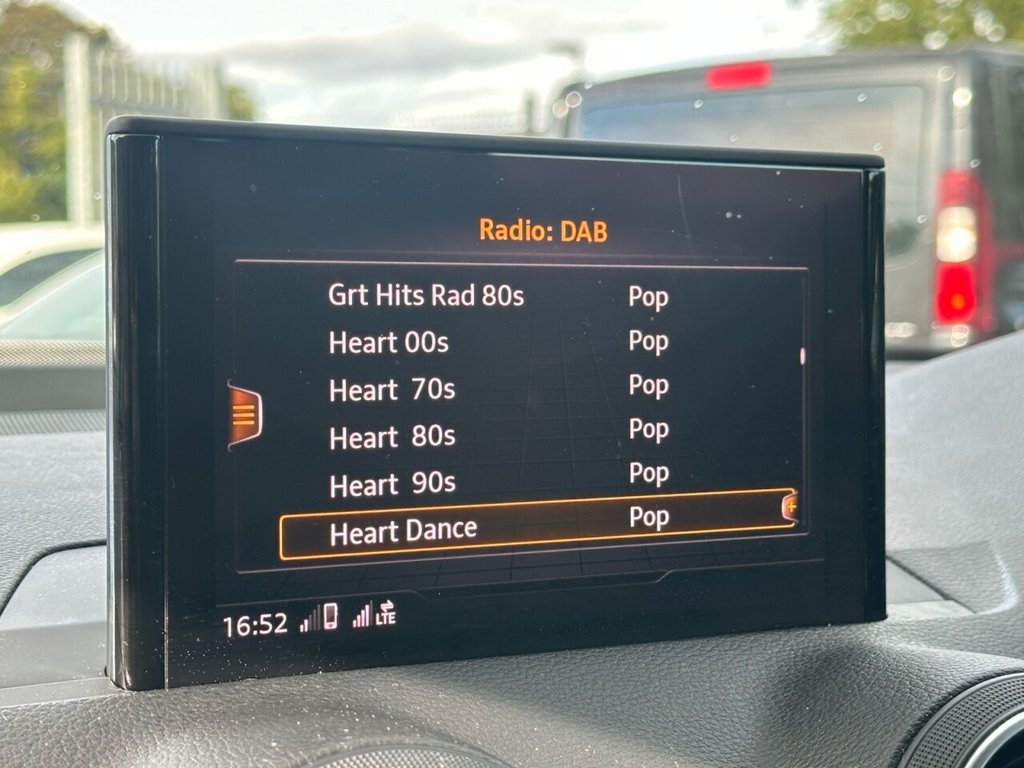 Radio: DAB
Grt Hits Rad 80s Pop
Heart 00s Pop
Heart 70s Pop
Heart 80s Pop
Heart 90s Pop
Heart Dance Pop
16:52 LTE